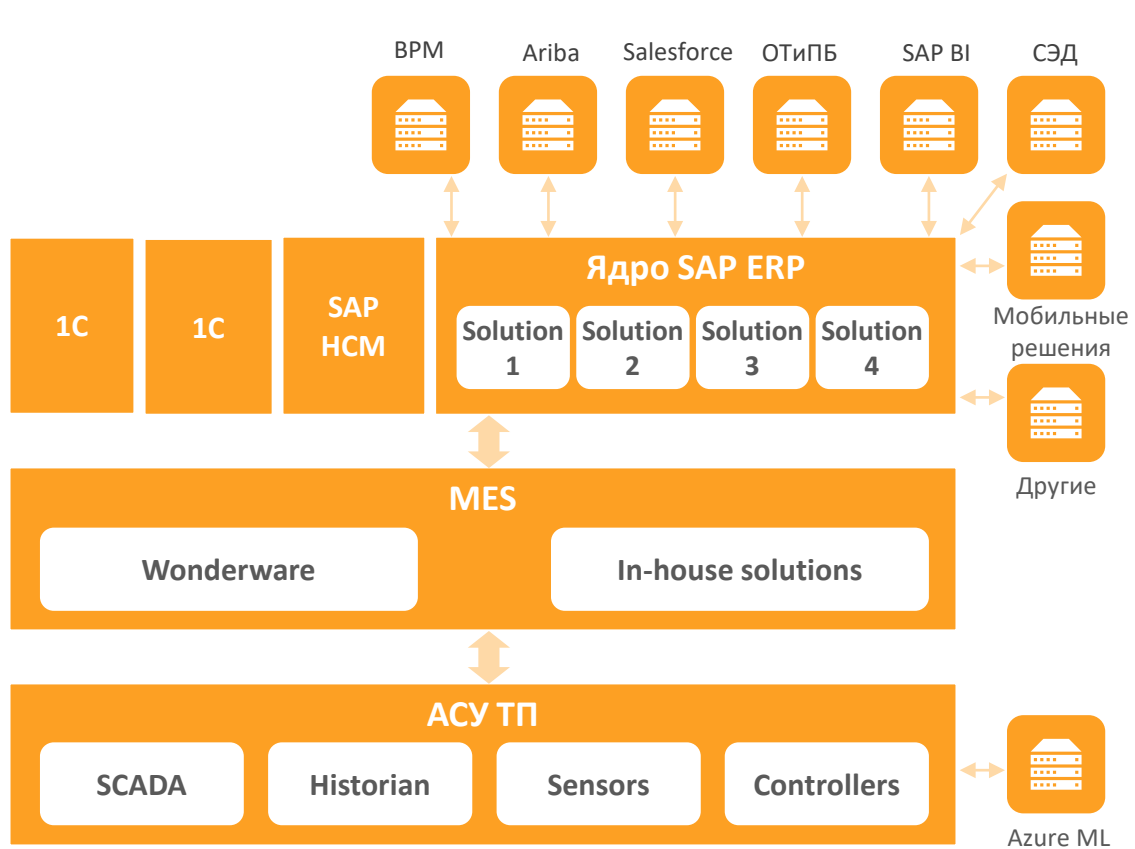 BPM
Ariba
Salesforce
ОТиПБ
SAP BI
СЭД
1С
1С
SAP
HCM
Ядро SAP ERP
Solution
1
Solution
2
Solution
3
Solution
4
Мобильные
решения
Другие
MES
Wonderware
In-house solutions
АСУ ТП
SCADA
Historian
Sensors
Controllers
Azure ML